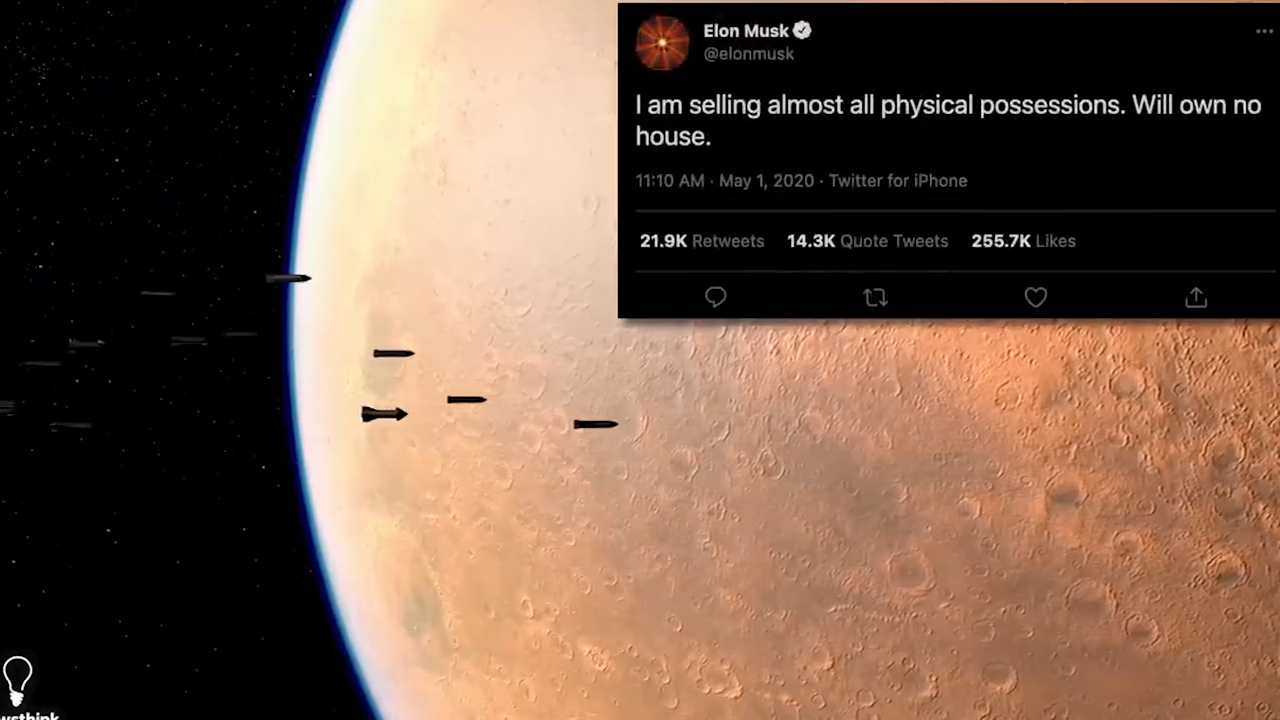 Elon Musk
@elonmusk
I am selling almost all physical possessions. Will own no
house.
11:10 AM · May 1, 2020 · Twitter for iPhone
21.9K Retweets 14.3K Quote Tweets 255.7K Likes
wsthink